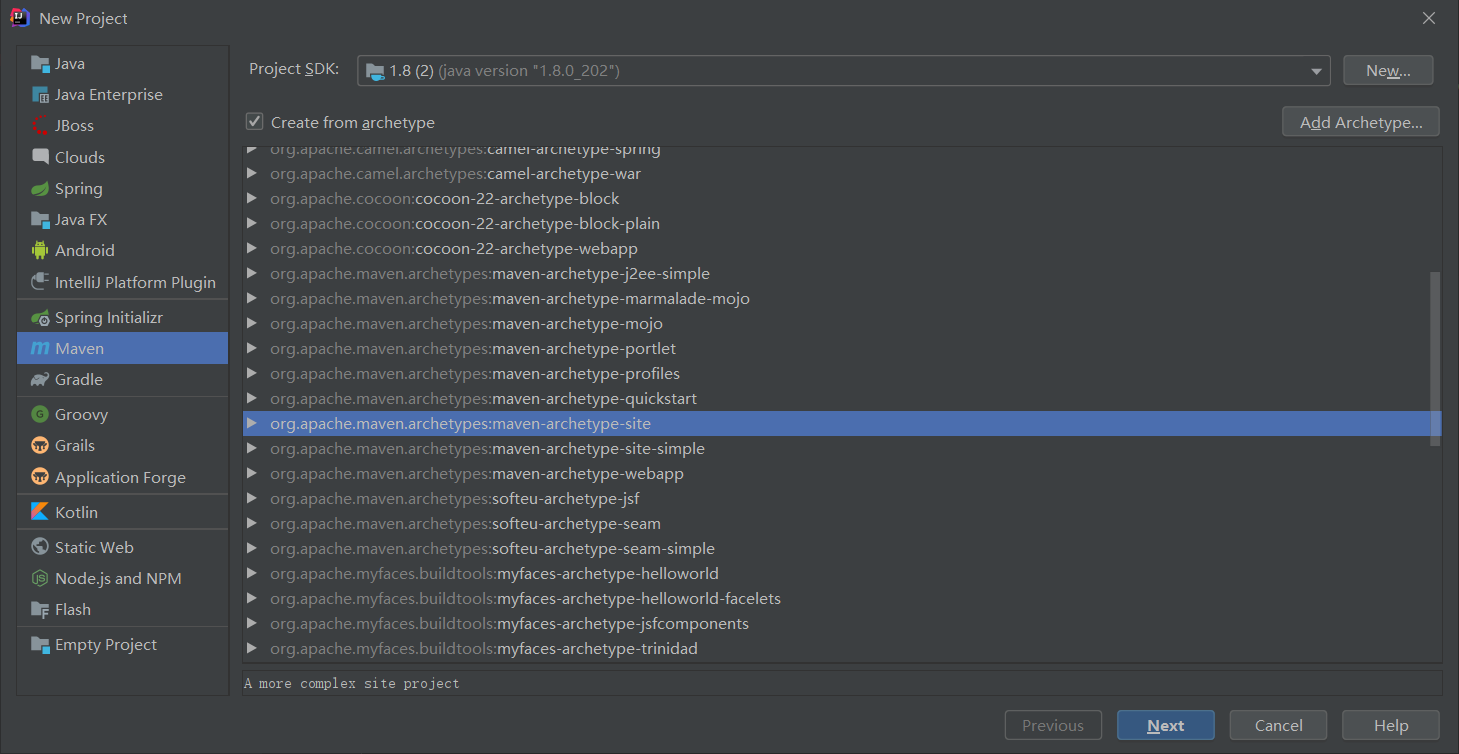 New Project
Java
Java Enterprise
JBoss
Clouds
Spring
Java FX
Android
IntelliJ Platform Plugin
Spring Initializr
Maven
Gradle
Groovy
Grails
Application Forge
Kotlin
Static Web
Node.js and NPM
Flash
Empty Project
Project SDK: 1.8 (2) (java version "1.8.0_202") New...
Create from archetype Add Archetype...
org.apache.camel.archetypes:camel-archetype-spring
org.apache.camel.archetypes:camel-archetype-war
org.apache.cocoon:cocoon-22-archetype-block
org.apache.cocoon:cocoon-22-archetype-block-plain
org.apache.cocoon:cocoon-22-archetype-webapp
org.apache.maven.archetypes:maven-archetype-j2ee-simple
org.apache.maven.archetypes:maven-archetype-marmalade-mojo
org.apache.maven.archetypes:maven-archetype-mojo
org.apache.maven.archetypes:maven-archetype-portlet
org.apache.maven.archetypes:maven-archetype-profiles
org.apache.maven.archetypes:maven-archetype-quickstart
org.apache.maven.archetypes:maven-archetype-site
org.apache.maven.archetypes:maven-archetype-site-simple
org.apache.maven.archetypes:maven-archetype-webapp
org.apache.maven.archetypes:softeu-archetype-jsf
org.apache.maven.archetypes:softeu-archetype-seam
org.apache.maven.archetypes:softeu-archetype-seam-simple
org.apache.myfaces.buildtools:myfaces-archetype-helloworld
org.apache.myfaces.buildtools:myfaces-archetype-helloworld-facelets
org.apache.myfaces.buildtools:myfaces-archetype-jsfcomponents
org.apache.myfaces.buildtools:myfaces-archetype-trinidad
A more complex site project
Previous Next Cancel Help